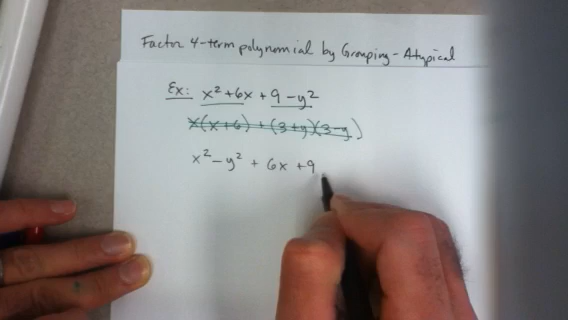 Factor 4-term polynomial by Grouping - Atypical
Ex: x² + 6x + 9 - y²
x(x+6) + (3+y)(3-y)
x² - y² + 6x + 9